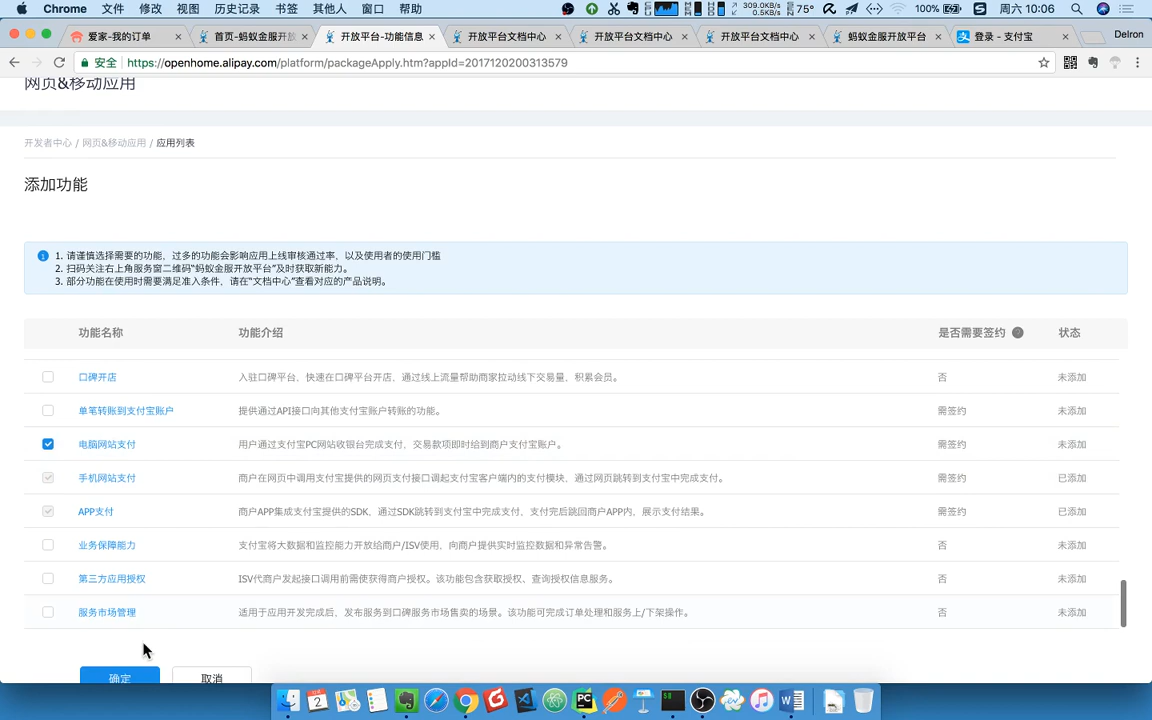 Chrome 文件 修改 视图 历史记录 书签 其他人 窗口 帮助 309.0KB/s 0.5KB/s 75° 100% 周六 10:06
爱家-我的订单 首页-蚂蚁金服开放 开放平台-功能信息 开放平台文档中心 开放平台文档中心 开放平台文档中心 蚂蚁金服开放平台 登录 - 支付宝 Delron
安全 https://openhome.alipay.com/platform/packageApply.htm?appId=2017120200313579
网页&移动应用
开发者中心 / 网页&移动应用 / 应用列表
添加功能
1. 请谨慎选择需要的功能，过多的功能会影响应用上线审核通过率，以及使用者的使用门槛
2. 扫码关注右上角服务窗二维码“蚂蚁金服开放平台”及时获取新能力。
3. 部分功能在使用时需要满足准入条件，请在“文档中心”查看对应的产品说明。
功能名称 功能介绍 是否需要签约 状态
口碑开店 入驻口碑平台，快速在口碑平台开店，通过线上流量帮助商家拉动线下交易量，积累会员。 否 未添加
单笔转账到支付宝账户 提供通过API接口向其他支付宝账户转账的功能。 需签约 未添加
电脑网站支付 用户通过支付宝PC网站收银台完成支付，交易款项即时给到商户支付宝账户。 需签约 未添加
手机网站支付 商户在网页中调用支付宝提供的网页支付接口调起支付宝客户端内的支付模块，通过网页跳转到支付宝中完成支付。 需签约 已添加
APP支付 商户APP集成支付宝提供的SDK，通过SDK跳转到支付宝中完成支付，支付完后跳回商户APP内，展示支付结果。 需签约 已添加
业务保障能力 支付宝将大数据和监控能力开放给商户/ISV使用，向商户提供实时监控数据和异常告警。 否 未添加
第三方应用授权 ISV代商户发起接口调用前需使获得商户授权。该功能包含获取授权、查询授权信息服务。 否 未添加
服务市场管理 适用于应用开发完成后，发布服务到口碑服务市场售卖的场景。该功能可完成订单处理和服务上/下架操作。 否 未添加
确定 取消